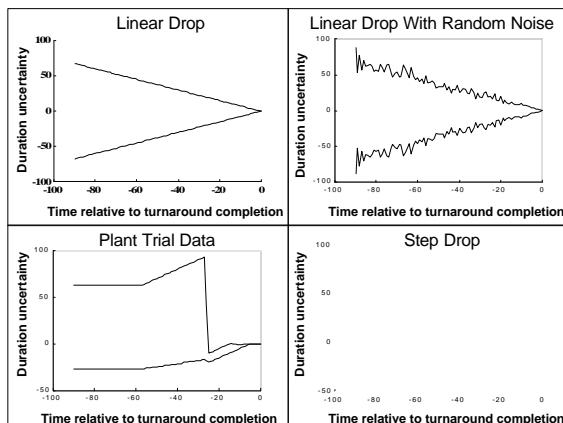 Linear Drop
Duration uncertainty
100
50
0
-50
-100
-100 -80 -60 -40 -20 0
Time relative to turnaround completion
Linear Drop With Random Noise
Duration uncertainty
100
50
0
-50
-100
-100 -80 -60 -40 -20 0
Time relative to turnaround completion
Plant Trial Data
Duration uncertainty
100
50
0
-50
-100 -80 -60 -40 -20 0
Time relative to turnaround completion
Step Drop
Duration uncertainty
100
50
0
-50
-100 -80 -60 -40 -20 0
Time relative to turnaround completion